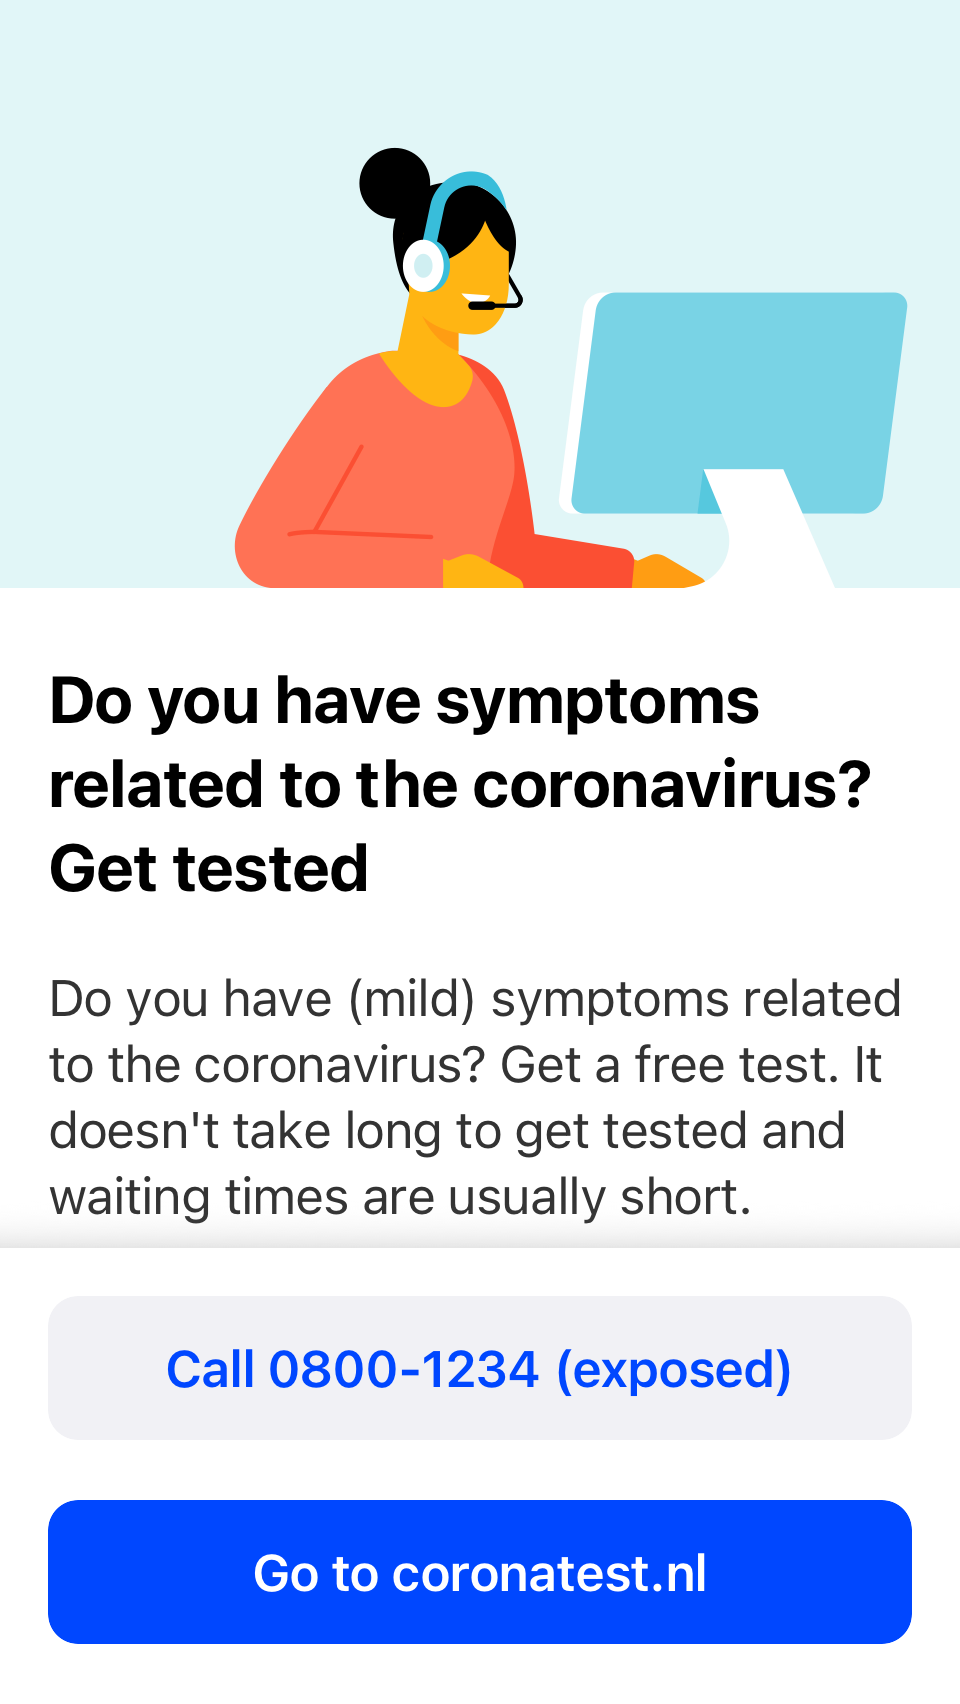 Do you have symptoms
related to the coronavirus?
Get tested
Do you have (mild) symptoms related
to the coronavirus? Get a free test. It
doesn't take long to get tested and
waiting times are usually short.
Call 0800-1234 (exposed)
Go to coronatest.nl